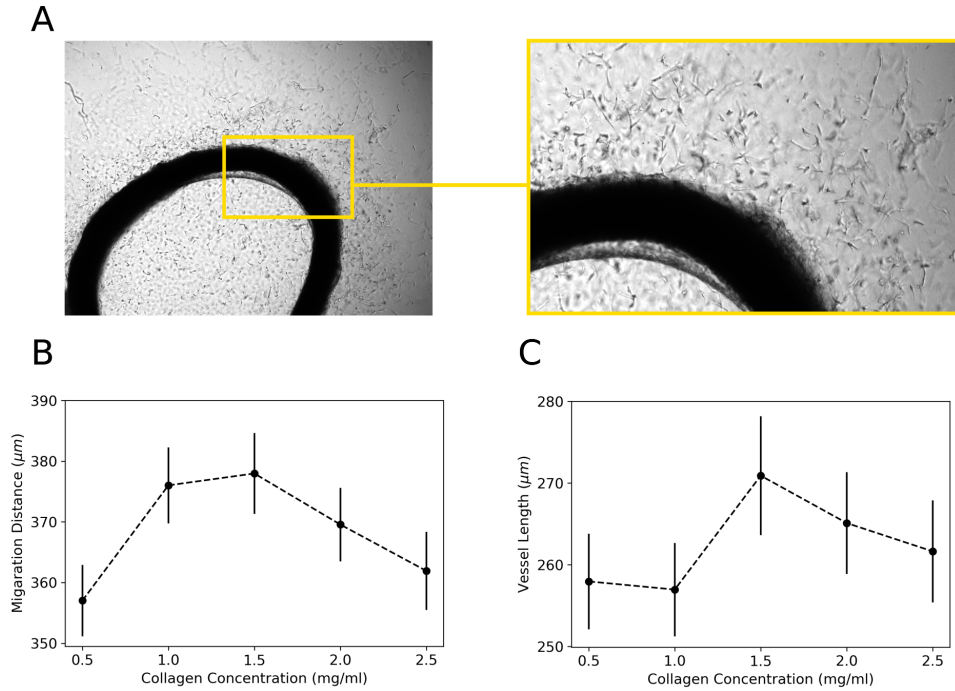 A
B
C
390
380
370
360
350
Migaration Distance (μm)
0.5 1.0 1.5 2.0 2.5
Collagen Concentration (mg/ml)
280
270
260
250
Vessel Length (μm)
0.5 1.0 1.5 2.0 2.5
Collagen Concentration (mg/ml)